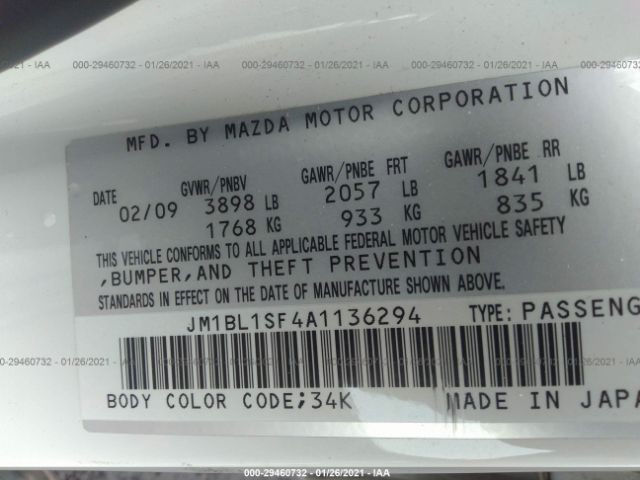 000-29460732 - 01/26/2021 - IAA
MFD. BY MAZDA MOTOR CORPORATION
DATE GVWR/PNBV GAWR/PNBE FRT GAWR/PNBE RR
02/09 3898 LB 2057 LB 1841 LB
1768 KG 933 KG 835 KG
THIS VEHICLE CONFORMS TO ALL APPLICABLE FEDERAL MOTOR VEHICLE SAFETY
,BUMPER,AND THEFT PREVENTION
STANDARDS IN EFFECT ON THE DATE OF MANUFACTURE SHOWN ABOVE.
JM1BL1SF4A1136294 TYPE: PASSENG
BODY COLOR CODE;34K MADE IN JAPA
000-29460732 - 01/26/2021 - IAA